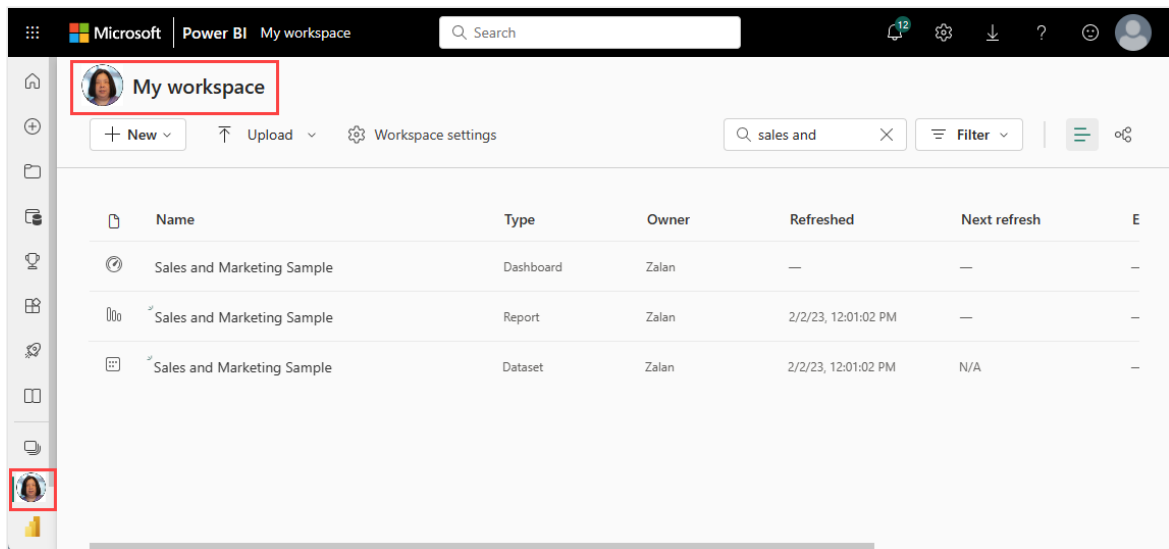 Microsoft Power BI My workspace Search 12 ?
My workspace
New Upload Workspace settings sales and Filter
Name Type Owner Refreshed Next refresh E
Sales and Marketing Sample Dashboard Zalan — — —
Sales and Marketing Sample Report Zalan 2/2/23, 12:01:02 PM — —
Sales and Marketing Sample Dataset Zalan 2/2/23, 12:01:02 PM N/A —